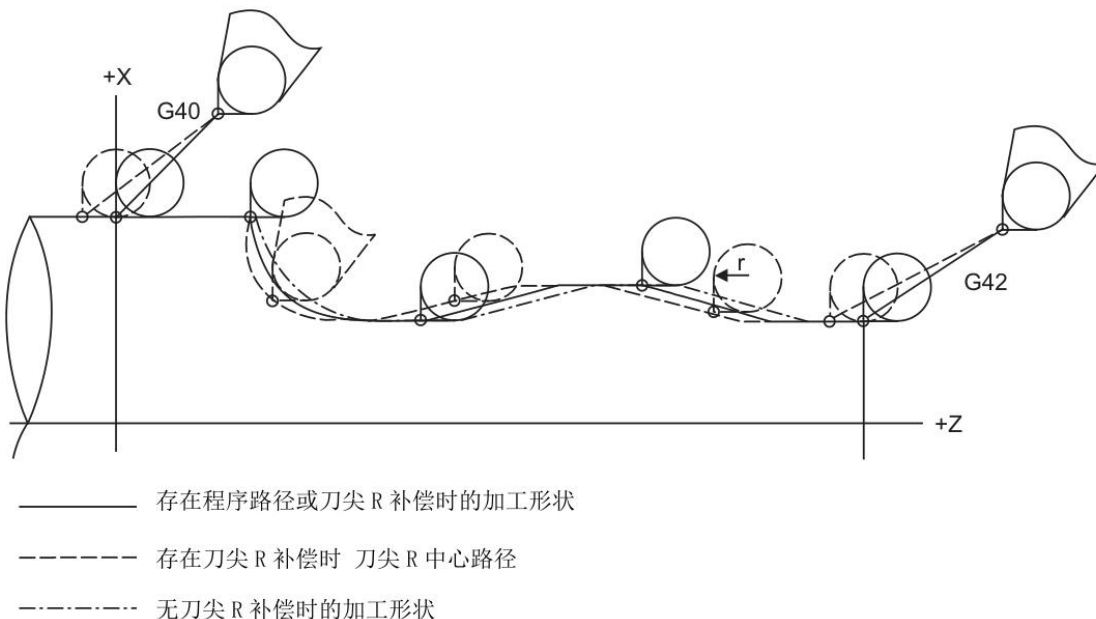 +X
G40
r
G42
+Z
存在程序路径或刀尖 R 补偿时的加工形状
存在刀尖 R 补偿时 刀尖 R 中心路径
无刀尖 R 补偿时的加工形状